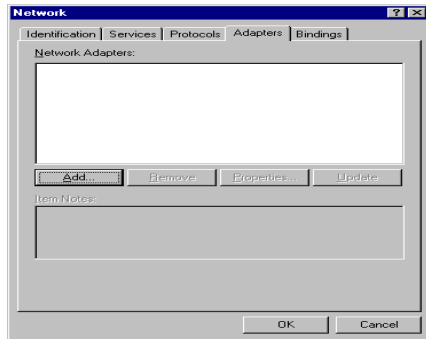 Network
Identification Services Protocols Adapters Bindings
Network Adapters:
Add... Remove Properties... Update
Item Notes:
OK Cancel